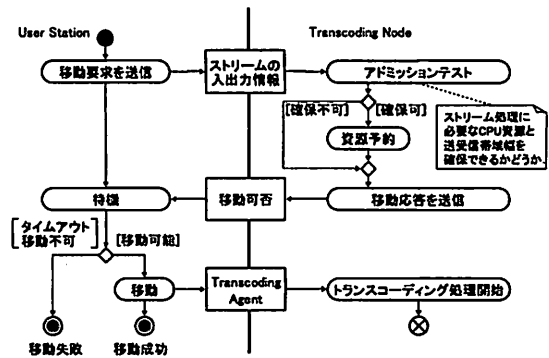 User Station
Transcoding Node
移動要求を送信
ストリームの
入出力情報
アドミッションテスト
[確保不可]
[確保可]
資源予約
ストリーム処理に
必要なCPU資源と
送受信帯域幅を
確保できるかどうか.
待機
移動可否
移動応答を送信
[タイムアウト
移動不可]
[移動可能]
移動
Transcoding
Agent
トランスコーディング処理開始
移動失敗
移動成功